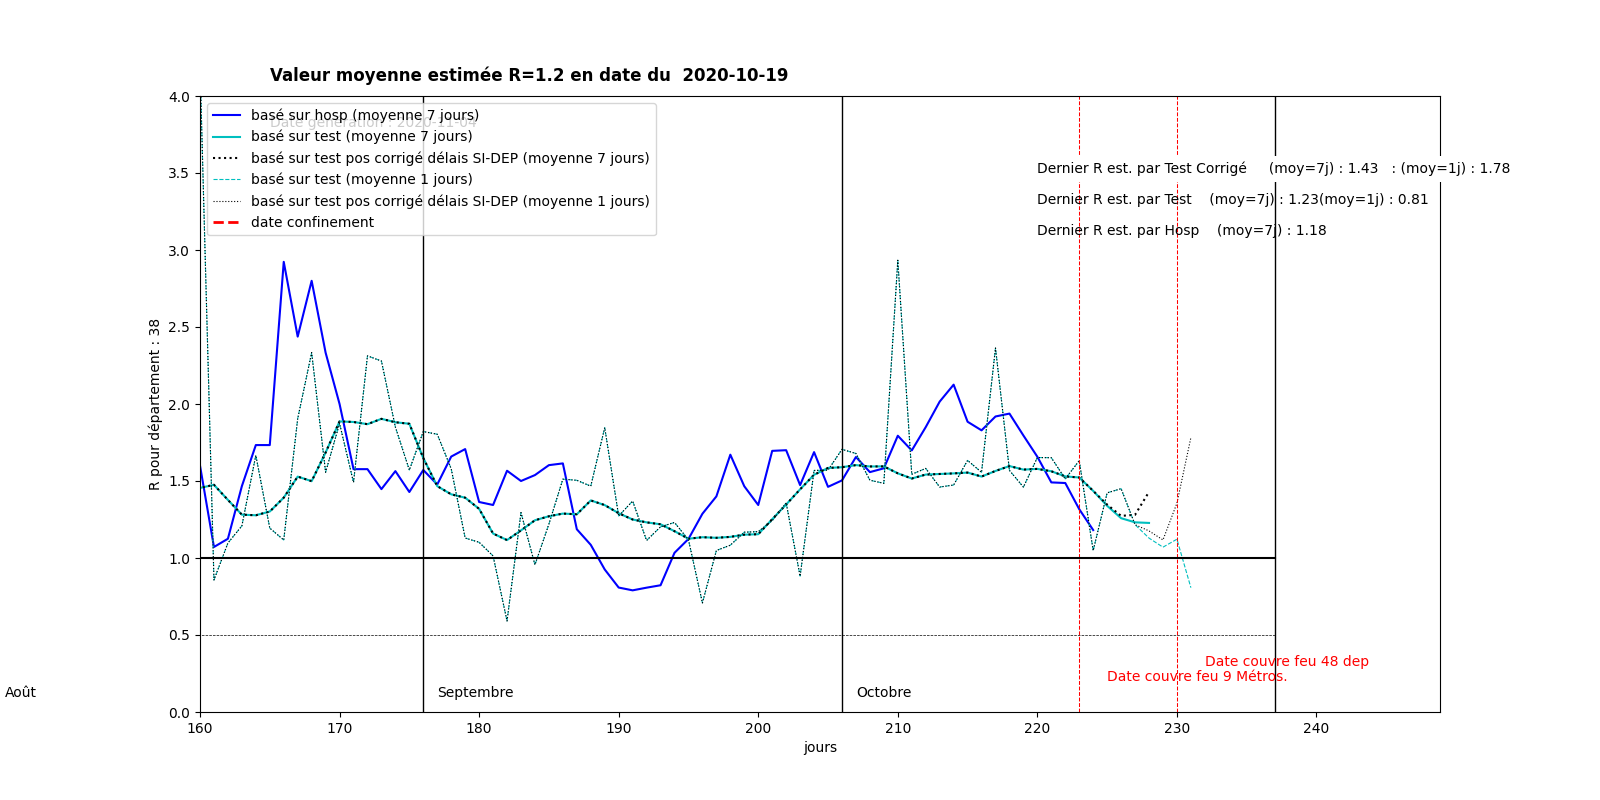 Valeur moyenne estimée R=1.2 en date du  2020-10-19
Date génération : 2020-11-04
basé sur hosp (moyenne 7 jours)
basé sur test (moyenne 7 jours)
basé sur test pos corrigé délais SI-DEP (moyenne 7 jours)
basé sur test (moyenne 1 jours)
basé sur test pos corrigé délais SI-DEP (moyenne 1 jours)
date confinement
Dernier R est. par Test Corrigé     (moy=7j) : 1.43   : (moy=1j) : 1.78
Dernier R est. par Test    (moy=7j) : 1.23(moy=1j) : 0.81
Dernier R est. par Hosp    (moy=7j) : 1.18
R pour département : 38
4.0
3.5
3.0
2.5
2.0
1.5
1.0
0.5
0.0
Date couvre feu 48 dep
Date couvre feu 9 Métros.
Août
Septembre
Octobre
160 170 180 190 200 210 220 230 240
jours